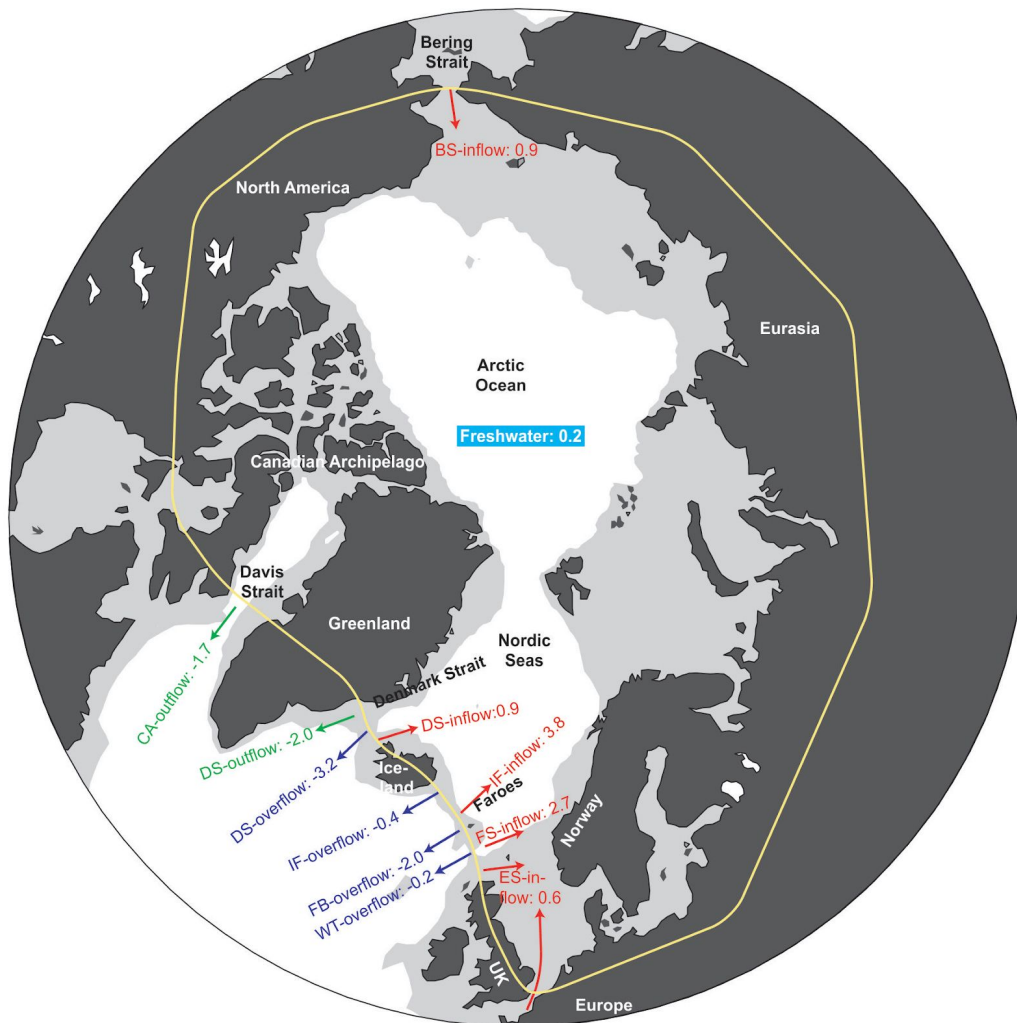 Bering
Strait
BS-inflow: 0.9
North America
Eurasia
Arctic
Ocean
Freshwater: 0.2
Canadian Archipelago
Davis
Strait
Greenland
Nordic
Seas
Denmark Strait
CA-outflow: -1.7
DS-outflow: -2.0
DS-inflow:0.9
DS-overflow: -3.2
Ice-
land
IF-inflow: 3.8
Faroes
IF-overflow: -0.4
FS-inflow: 2.7
Norway
FB-overflow: -2.0
WT-overflow: -0.2
ES-in-
flow: 0.6
UK
Europe